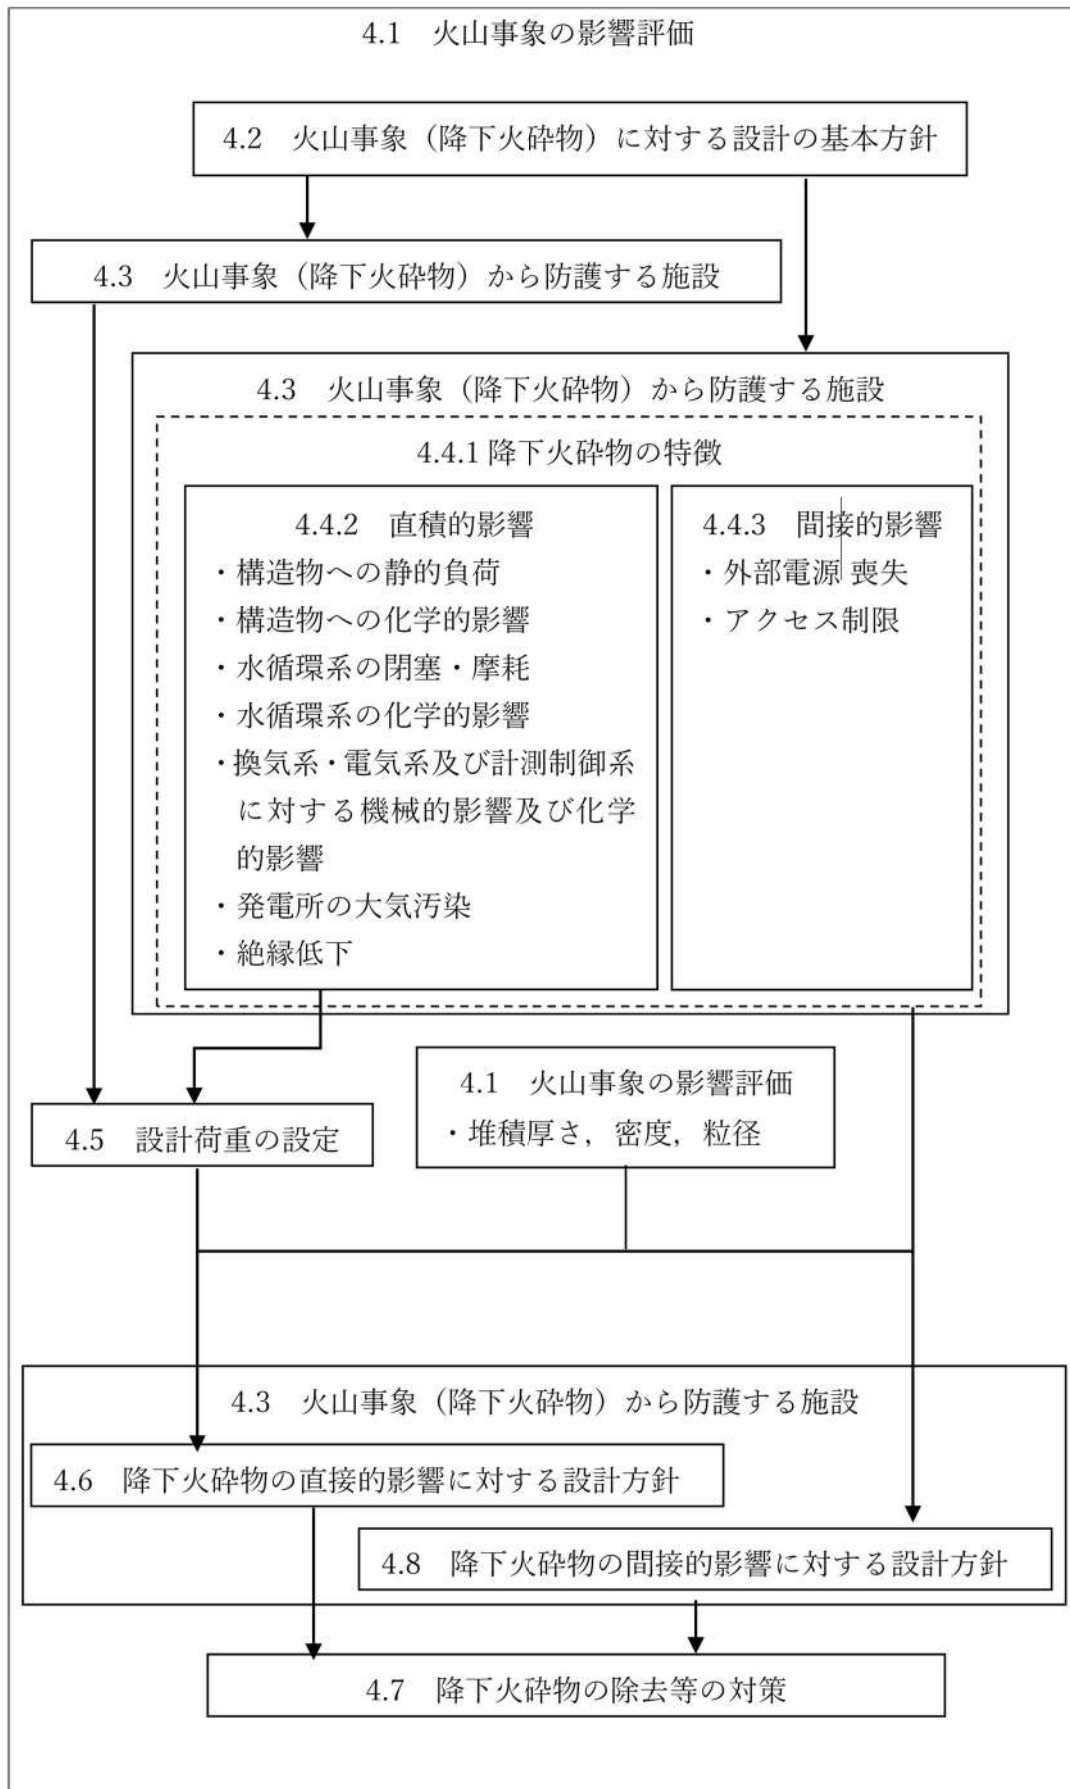 4.1　火山事象の影響評価
4.2　火山事象（降下火砕物）に対する設計の基本方針
4.3　火山事象（降下火砕物）から防護する施設
4.3　火山事象（降下火砕物）から防護する施設
4.4.1 降下火砕物の特徴
4.4.2　直積的影響
・構造物への静的負荷
・構造物への化学的影響
・水循環系の閉塞・摩耗
・水循環系の化学的影響
・換気系・電気系及び計測制御系
に対する機械的影響及び化学
的影響
・発電所の大気汚染
・絶縁低下
4.4.3　間接的影響
・外部電源 喪失
・アクセス制限
4.1　火山事象の影響評価
・堆積厚さ，密度，粒径
4.5　設計荷重の設定
4.3　火山事象（降下火砕物）から防護する施設
4.6　降下火砕物の直接的影響に対する設計方針
4.8　降下火砕物の間接的影響に対する設計方針
4.7　降下火砕物の除去等の対策